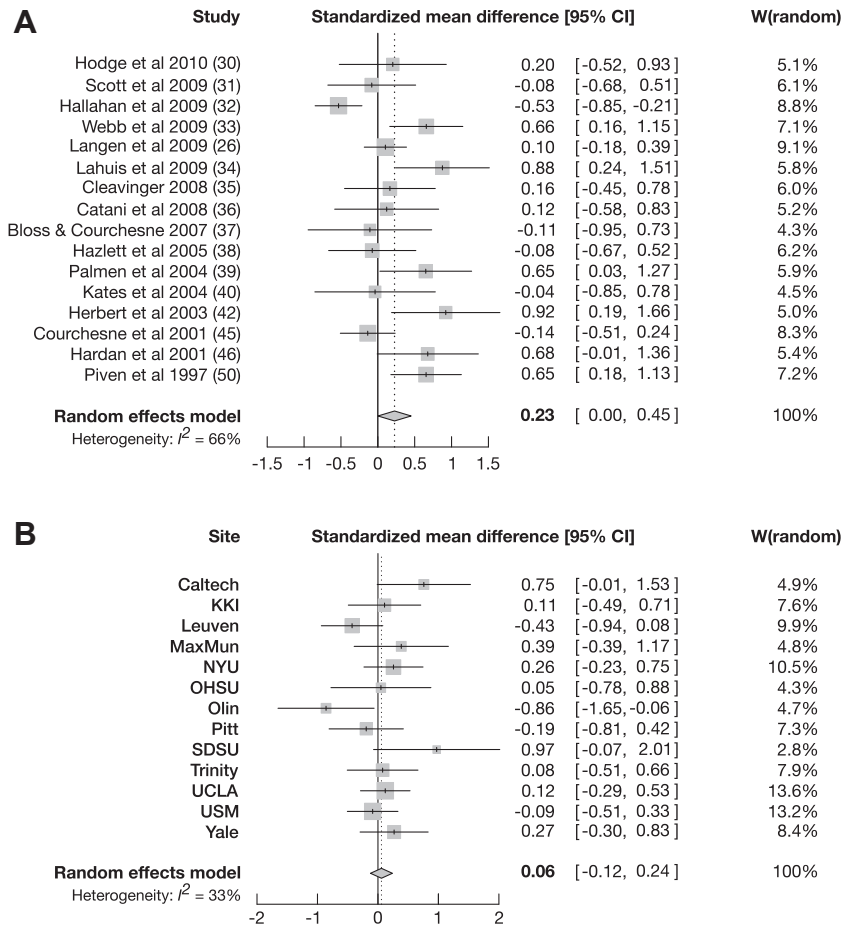 A
Study Standardized mean difference [95% CI] W(random)
Hodge et al 2010 (30) 0.20 [-0.52, 0.93] 5.1%
Scott et al 2009 (31) -0.08 [-0.68, 0.51] 6.1%
Hallahan et al 2009 (32) -0.53 [-0.85, -0.21] 8.8%
Webb et al 2009 (33) 0.66 [ 0.16, 1.15] 7.1%
Langen et al 2009 (26) 0.10 [-0.18, 0.39] 9.1%
Lahuis et al 2009 (34) 0.88 [ 0.24, 1.51] 5.8%
Cleavinger 2008 (35) 0.16 [-0.45, 0.78] 6.0%
Catani et al 2008 (36) 0.12 [-0.58, 0.83] 5.2%
Bloss & Courchesne 2007 (37) -0.11 [-0.95, 0.73] 4.3%
Hazlett et al 2005 (38) -0.08 [-0.67, 0.52] 6.2%
Palmen et al 2004 (39) 0.65 [ 0.03, 1.27] 5.9%
Kates et al 2004 (40) -0.04 [-0.85, 0.78] 4.5%
Herbert et al 2003 (42) 0.92 [ 0.19, 1.66] 5.0%
Courchesne et al 2001 (45) -0.14 [-0.51, 0.24] 8.3%
Hardan et al 2001 (46) 0.68 [-0.01, 1.36] 5.4%
Piven et al 1997 (50) 0.65 [ 0.18, 1.13] 7.2%
Random effects model 0.23 [ 0.00, 0.45] 100%
Heterogeneity: I² = 66%
-1.5 -1 -0.5 0 0.5 1 1.5
B
Site Standardized mean difference [95% CI] W(random)
Caltech 0.75 [-0.01, 1.53] 4.9%
KKI 0.11 [-0.49, 0.71] 7.6%
Leuven -0.43 [-0.94, 0.08] 9.9%
MaxMun 0.39 [-0.39, 1.17] 4.8%
NYU 0.26 [-0.23, 0.75] 10.5%
OHSU 0.05 [-0.78, 0.88] 4.3%
Olin -0.86 [-1.65,-0.06] 4.7%
Pitt -0.19 [-0.81, 0.42] 7.3%
SDSU 0.97 [-0.07, 2.01] 2.8%
Trinity 0.08 [-0.51, 0.66] 7.9%
UCLA 0.12 [-0.29, 0.53] 13.6%
USM -0.09 [-0.51, 0.33] 13.2%
Yale 0.27 [-0.30, 0.83] 8.4%
Random effects model 0.06 [-0.12, 0.24] 100%
Heterogeneity: I² = 33%
-2 -1 0 1 2